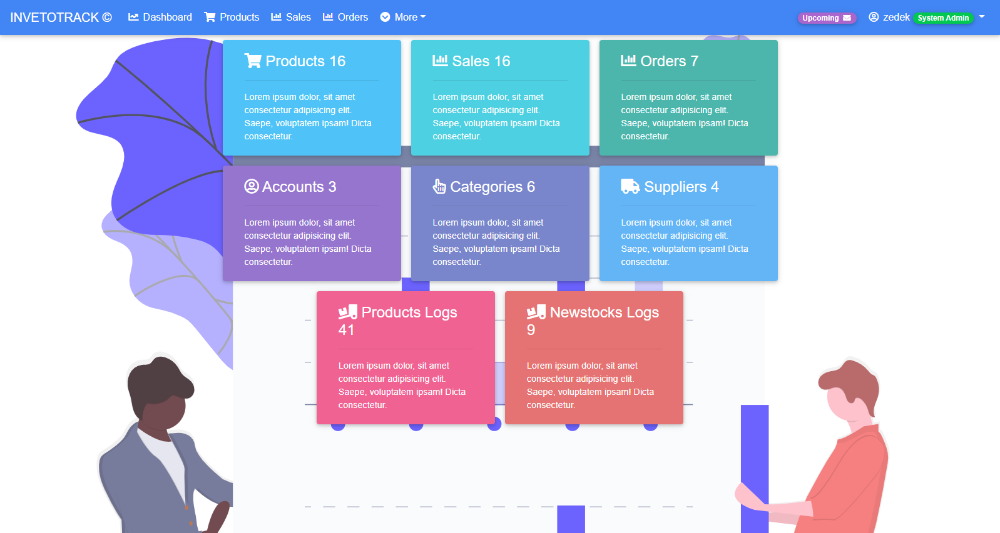 INVETOTRACK © Dashboard Products Sales Orders More Upcoming zedek System Admin
Products 16
Lorem ipsum dolor, sit amet
consectetur adipisicing elit.
Saepe, voluptatem ipsam! Dicta
consectetur.
Sales 16
Lorem ipsum dolor, sit amet
consectetur adipisicing elit.
Saepe, voluptatem ipsam! Dicta
consectetur.
Orders 7
Lorem ipsum dolor, sit amet
consectetur adipisicing elit.
Saepe, voluptatem ipsam! Dicta
consectetur.
Accounts 3
Lorem ipsum dolor, sit amet
consectetur adipisicing elit.
Saepe, voluptatem ipsam! Dicta
consectetur.
Categories 6
Lorem ipsum dolor, sit amet
consectetur adipisicing elit.
Saepe, voluptatem ipsam! Dicta
consectetur.
Suppliers 4
Lorem ipsum dolor, sit amet
consectetur adipisicing elit.
Saepe, voluptatem ipsam! Dicta
consectetur.
Products Logs
41
Lorem ipsum dolor, sit amet
consectetur adipisicing elit.
Saepe, voluptatem ipsam! Dicta
consectetur.
Newstocks Logs
9
Lorem ipsum dolor, sit amet
consectetur adipisicing elit.
Saepe, voluptatem ipsam! Dicta
consectetur.